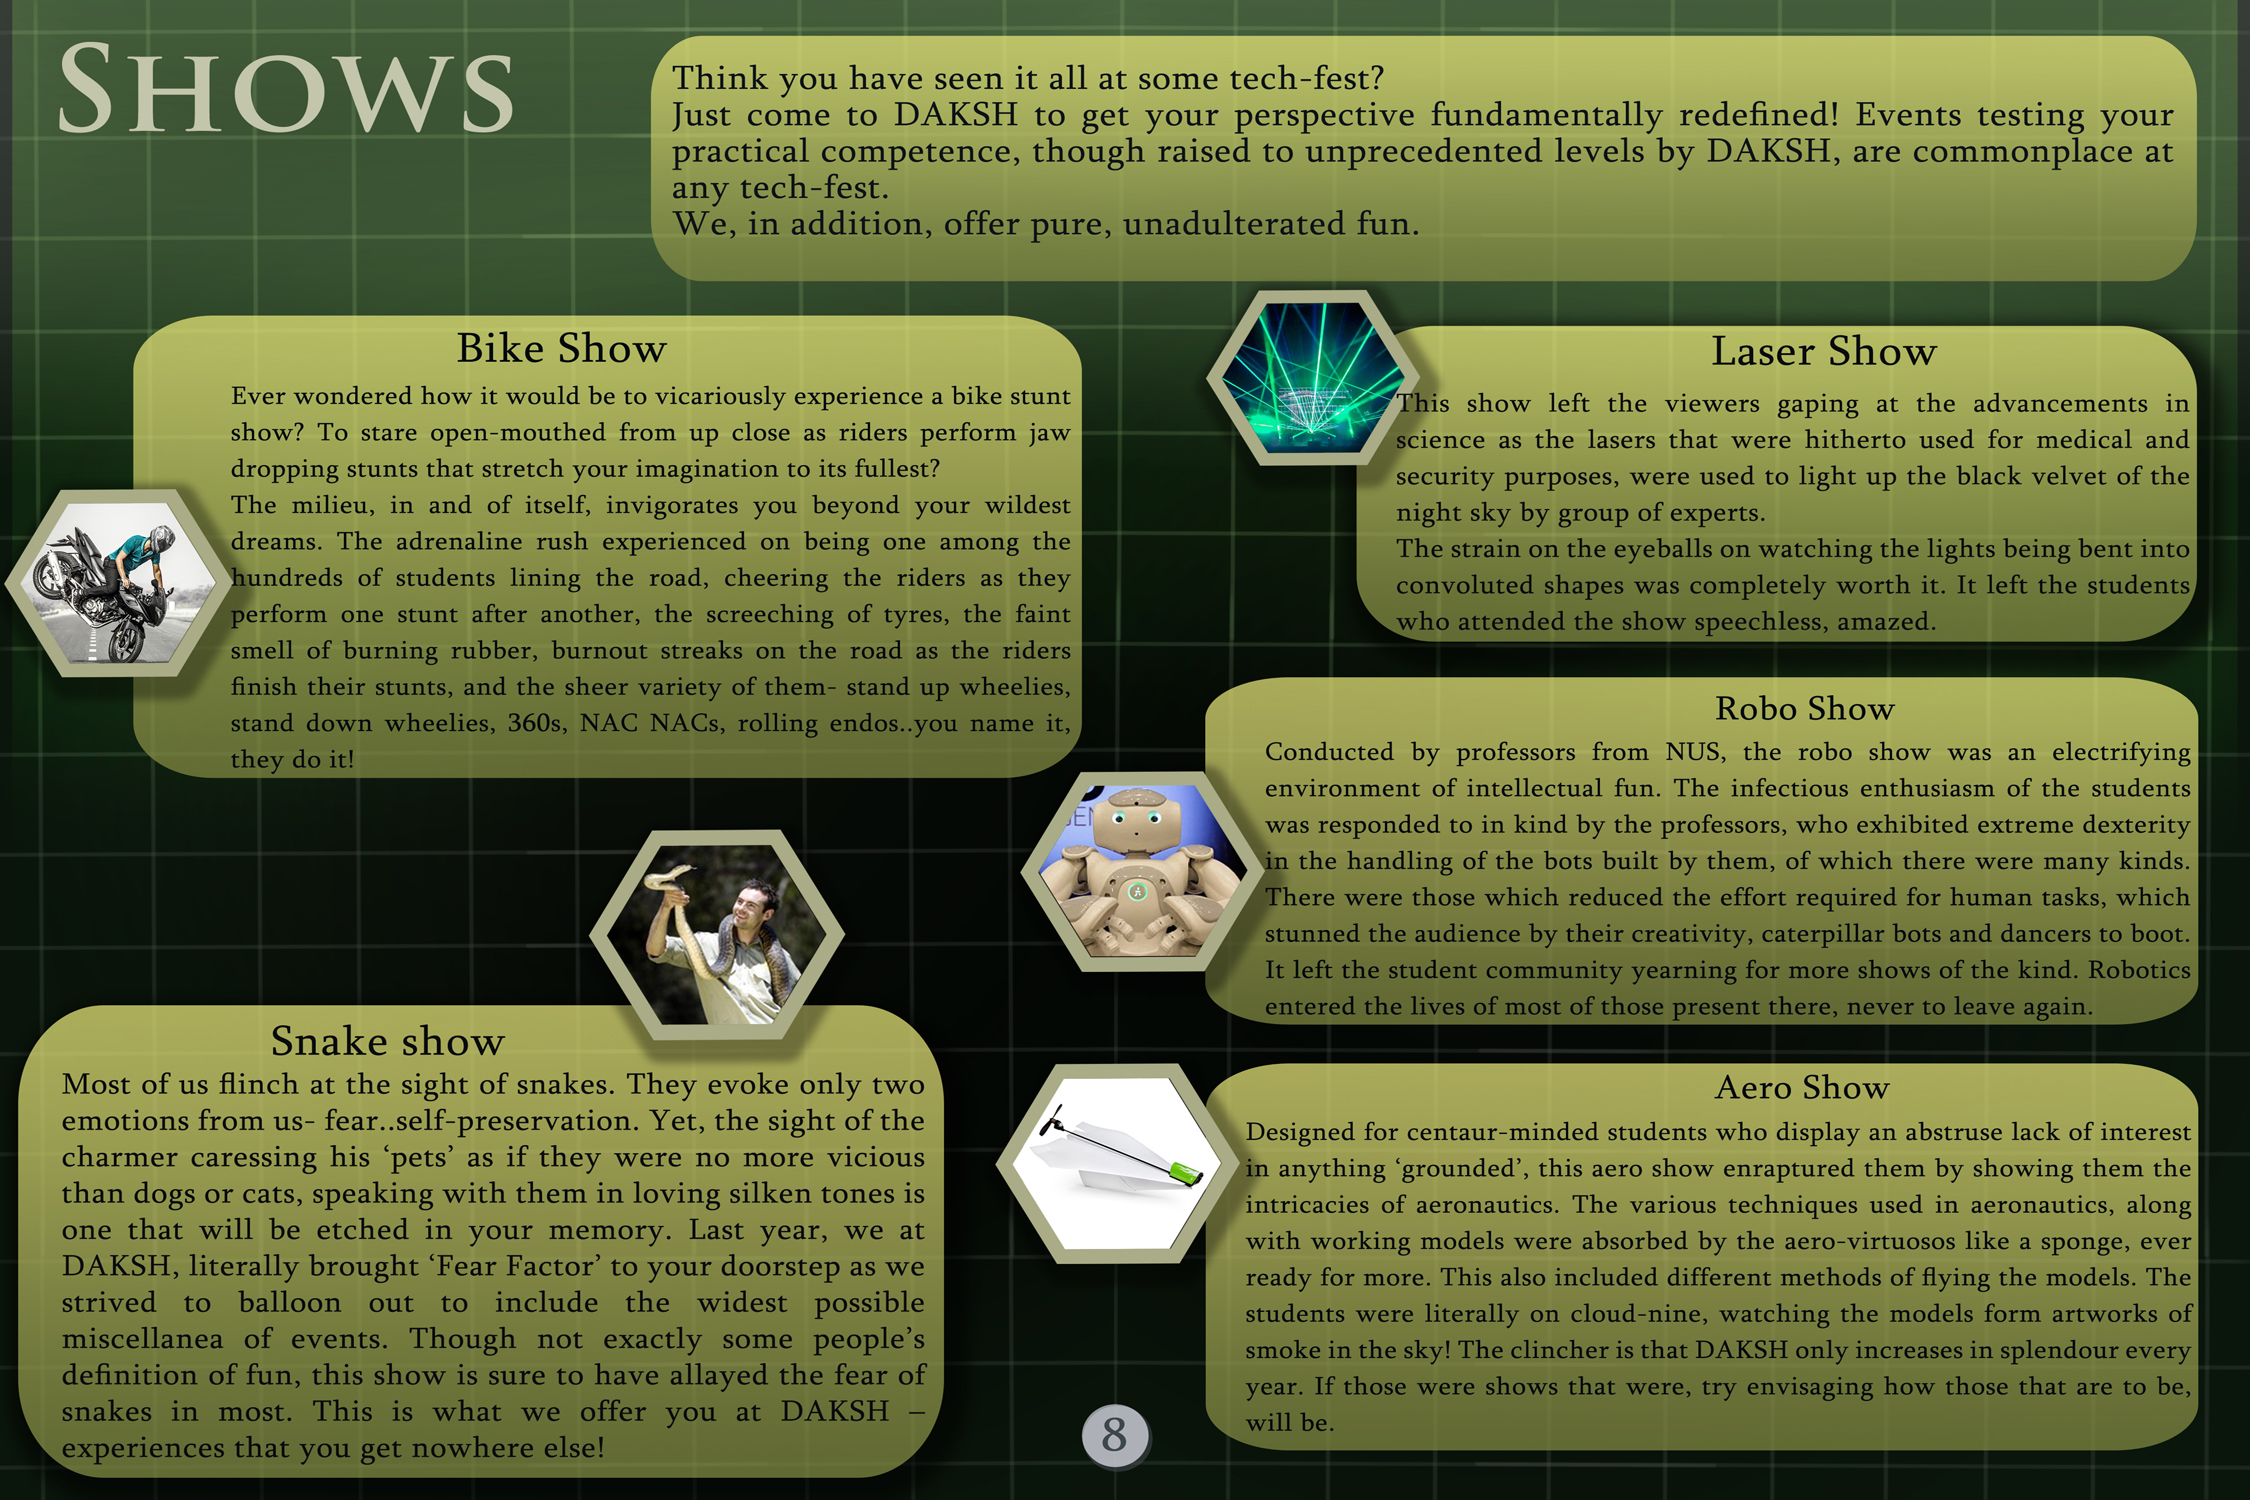 SHOWS
Think you have seen it all at some tech-fest?
Just come to DAKSH to get your perspective fundamentally redefined! Events testing your
practical competence, though raised to unprecedented levels by DAKSH, are commonplace at
any tech-fest.
We, in addition, offer pure, unadulterated fun.
Bike Show
Ever wondered how it would be to vicariously experience a bike stunt
show? To stare open-mouthed from up close as riders perform jaw
dropping stunts that stretch your imagination to its fullest?
The milieu, in and of itself, invigorates you beyond your wildest
dreams. The adrenaline rush experienced on being one among the
hundreds of students lining the road, cheering the riders as they
perform one stunt after another, the screeching of tyres, the faint
smell of burning rubber, burnout streaks on the road as the riders
finish their stunts, and the sheer variety of them- stand up wheelies,
stand down wheelies, 360s, NAC NACs, rolling endos..you name it,
they do it!
Snake show
Most of us flinch at the sight of snakes. They evoke only two
emotions from us- fear..self-preservation. Yet, the sight of the
charmer caressing his ‘pets’ as if they were no more vicious
than dogs or cats, speaking with them in loving silken tones is
one that will be etched in your memory. Last year, we at
DAKSH, literally brought ‘Fear Factor’ to your doorstep as we
strived to balloon out to include the widest possible
miscellanea of events. Though not exactly some people’s
definition of fun, this show is sure to have allayed the fear of
snakes in most. This is what we offer you at DAKSH –
experiences that you get nowhere else!
Laser Show
This show left the viewers gaping at the advancements in
science as the lasers that were hitherto used for medical and
security purposes, were used to light up the black velvet of the
night sky by group of experts.
The strain on the eyeballs on watching the lights being bent into
convoluted shapes was completely worth it. It left the students
who attended the show speechless, amazed.
Robo Show
Conducted by professors from NUS, the robo show was an electrifying
environment of intellectual fun. The infectious enthusiasm of the students
was responded to in kind by the professors, who exhibited extreme dexterity
in the handling of the bots built by them, of which there were many kinds.
There were those which reduced the effort required for human tasks, which
stunned the audience by their creativity, caterpillar bots and dancers to boot.
It left the student community yearning for more shows of the kind. Robotics
entered the lives of most of those present there, never to leave again.
Aero Show
Designed for centaur-minded students who display an abstruse lack of interest
in anything ‘grounded’, this aero show enraptured them by showing them the
intricacies of aeronautics. The various techniques used in aeronautics, along
with working models were absorbed by the aero-virtuosos like a sponge, ever
ready for more. This also included different methods of flying the models. The
students were literally on cloud-nine, watching the models form artworks of
smoke in the sky! The clincher is that DAKSH only increases in splendour every
year. If those were shows that were, try envisaging how those that are to be,
will be.
8